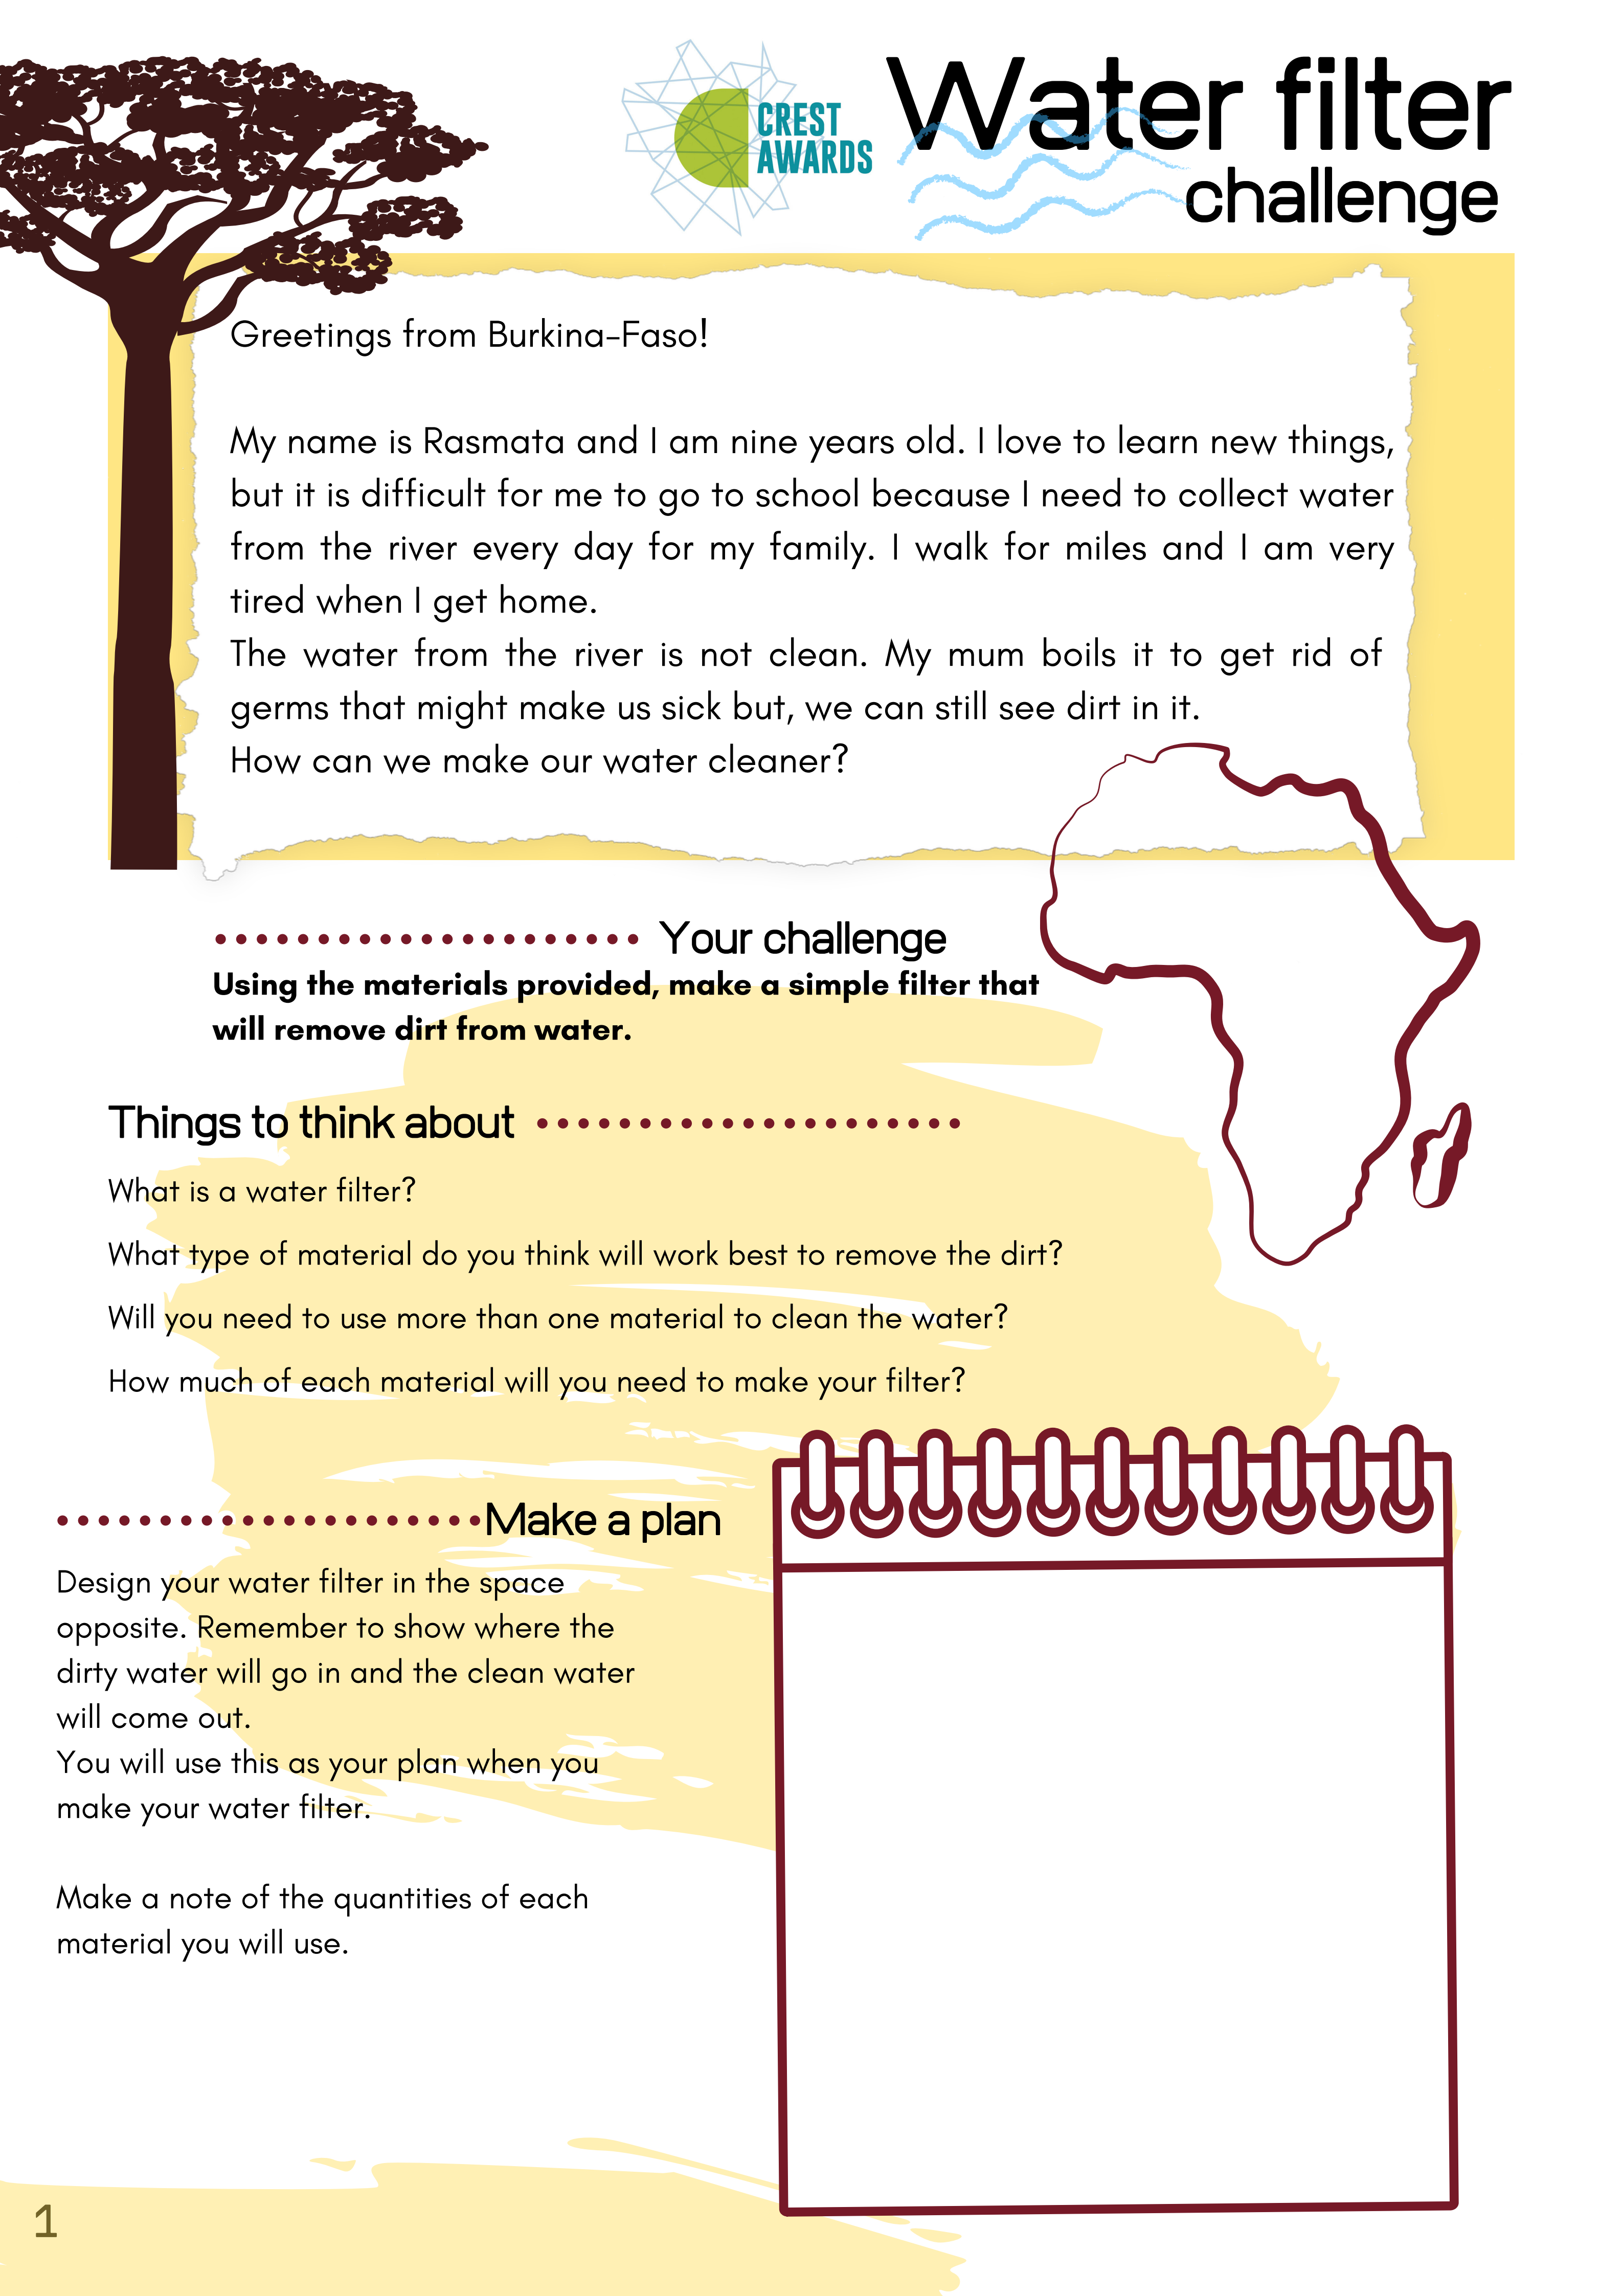 CREST
AWARDS
Water filter
challenge
Greetings from Burkina-Faso!
My name is Rasmata and I am nine years old. I love to learn new things,
but it is difficult for me to go to school because I need to collect water
from the river every day for my family. I walk for miles and I am very
tired when I get home.
The water from the river is not clean. My mum boils it to get rid of
germs that might make us sick but, we can still see dirt in it.
How can we make our water cleaner?
Your challenge
Using the materials provided, make a simple filter that
will remove dirt from water.
Things to think about
What is a water filter?
What type of material do you think will work best to remove the dirt?
Will you need to use more than one material to clean the water?
How much of each material will you need to make your filter?
Make a plan
Design your water filter in the space
opposite. Remember to show where the
dirty water will go in and the clean water
will come out.
You will use this as your plan when you
make your water filter.
Make a note of the quantities of each
material you will use.
1